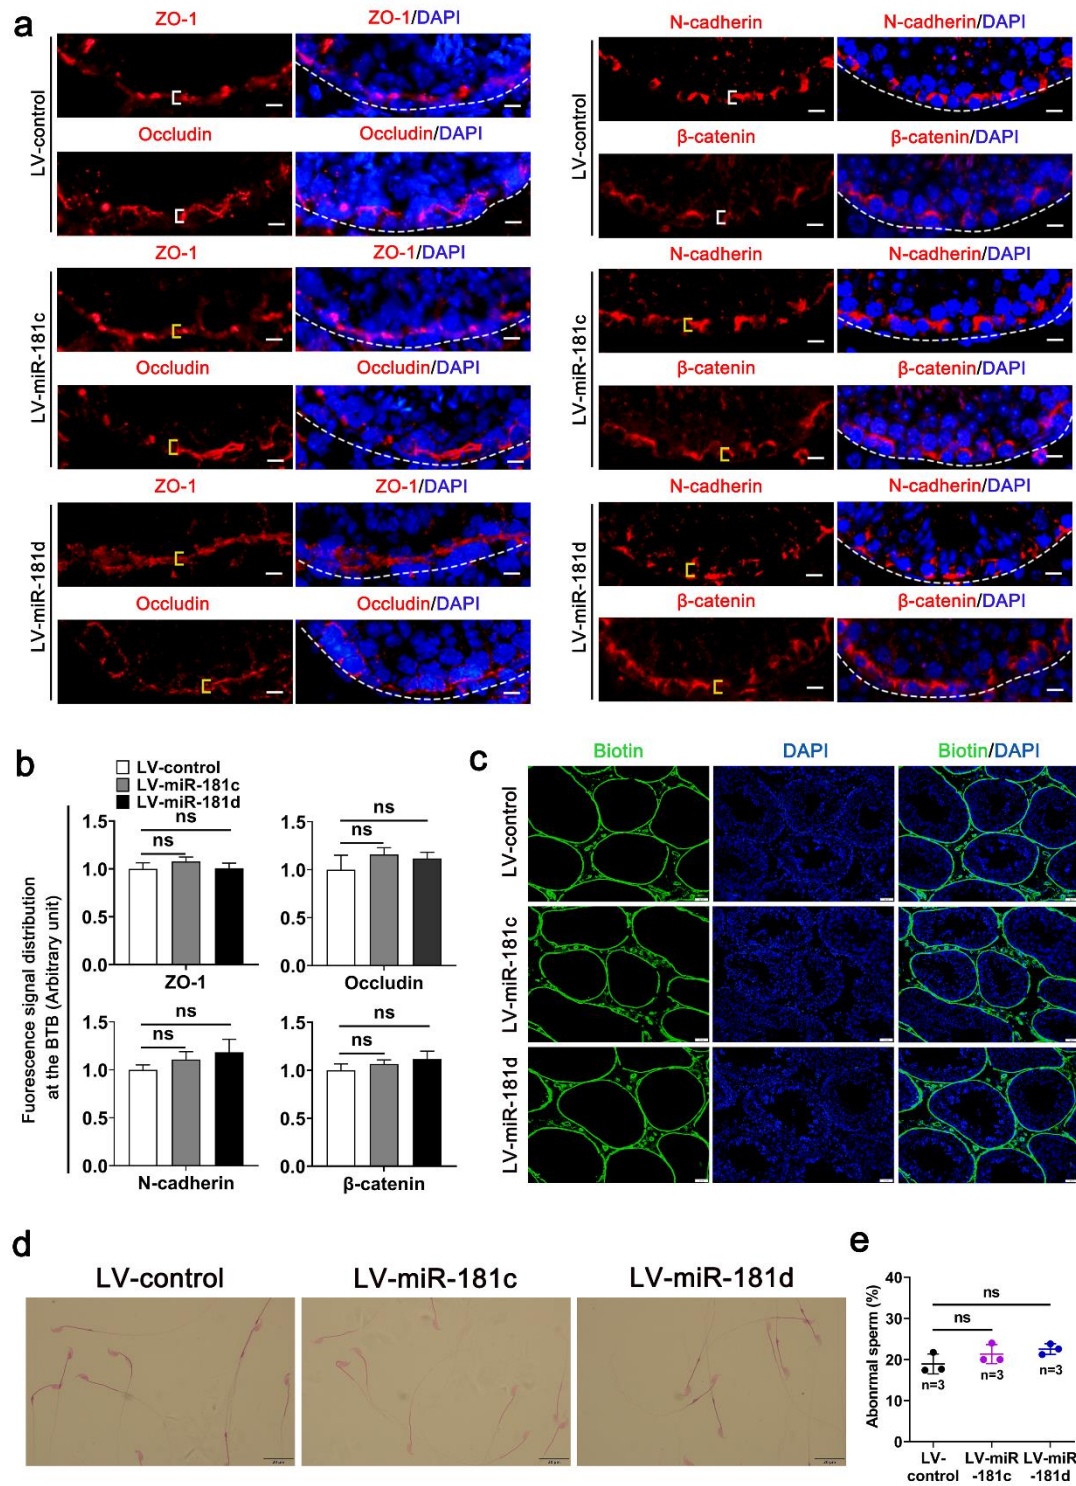 a
ZO-1
ZO-1/DAPI
N-cadherin
N-cadherin/DAPI
LV-control
Occludin
Occludin/DAPI
LV-control
β-catenin
β-catenin/DAPI
ZO-1
ZO-1/DAPI
N-cadherin
N-cadherin/DAPI
LV-miR-181c
Occludin
Occludin/DAPI
LV-miR-181c
β-catenin
β-catenin/DAPI
ZO-1
ZO-1/DAPI
N-cadherin
N-cadherin/DAPI
LV-miR-181d
Occludin
Occludin/DAPI
LV-miR-181d
β-catenin
β-catenin/DAPI
b
LV-control
LV-miR-181c
LV-miR-181d
Fuorescence signal distribution
at the BTB (Arbitrary unit)
1.5
1.0
0.5
0.0
ns
ns
ZO-1
1.5
1.0
0.5
0.0
ns
ns
Occludin
1.5
1.0
0.5
0.0
ns
ns
N-cadherin
1.5
1.0
0.5
0.0
ns
ns
β-catenin
c
Biotin
DAPI
Biotin/DAPI
LV-control
LV-miR-181c
LV-miR-181d
d
LV-control
LV-miR-181c
LV-miR-181d
e
Abonrmal sperm (%)
40
30
20
10
0
ns
ns
n=3
n=3
n=3
LV-
control
LV-miR
-181c
LV-miR
-181d